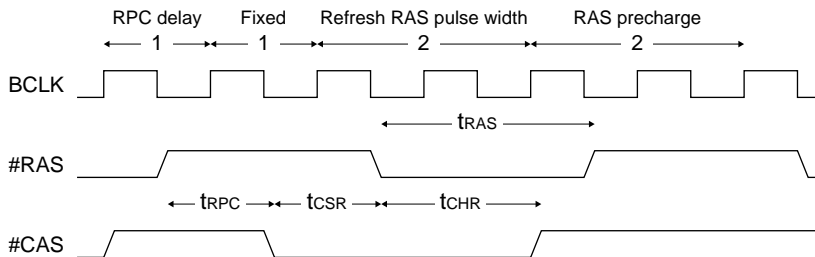 RPC delay Fixed Refresh RAS pulse width RAS precharge
1 1 2 2
BCLK
tRAS
#RAS
tRPC tCSR tCHR
#CAS